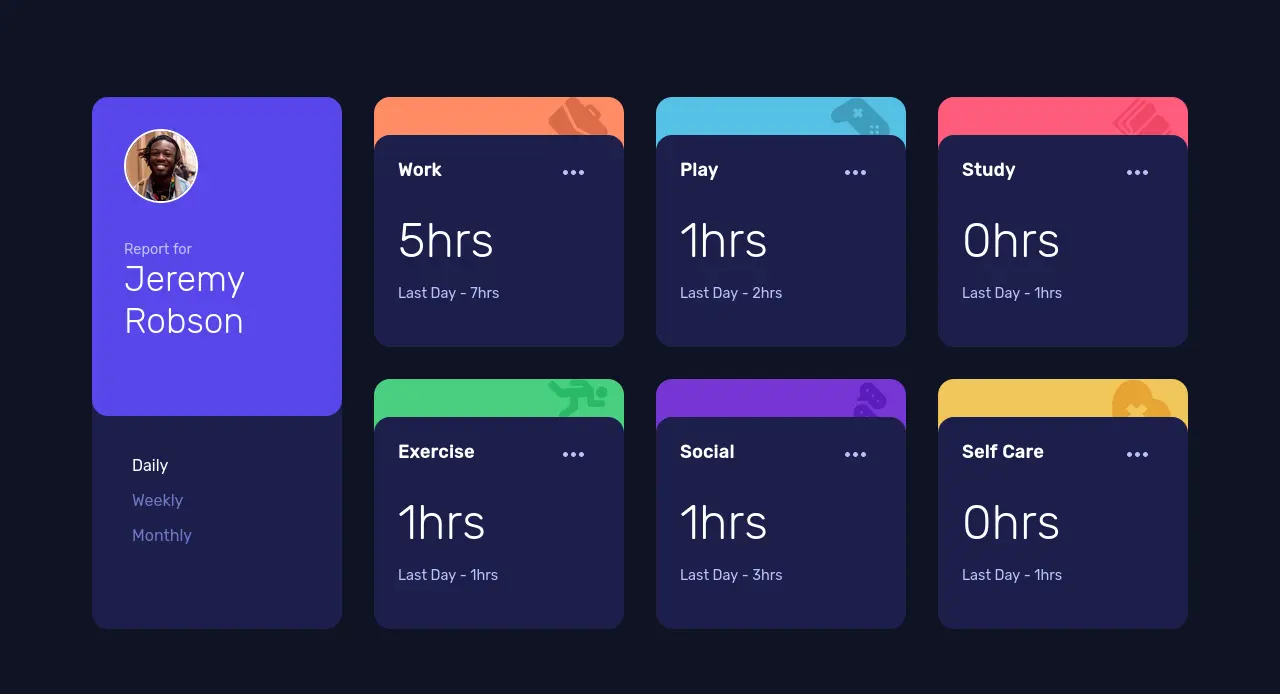 Report for
Jeremy
Robson
Daily
Weekly
Monthly
Work
5hrs
Last Day - 7hrs
Play
1hrs
Last Day - 2hrs
Study
0hrs
Last Day - 1hrs
Exercise
1hrs
Last Day - 1hrs
Social
1hrs
Last Day - 3hrs
Self Care
0hrs
Last Day - 1hrs